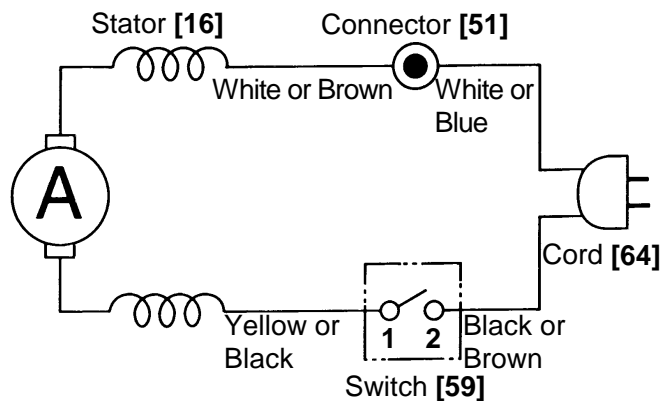 Stator [16]
Connector [51]
White or Brown
White or
Blue
A
Cord [64]
Yellow or
Black
1 2
Black or
Brown
Switch [59]